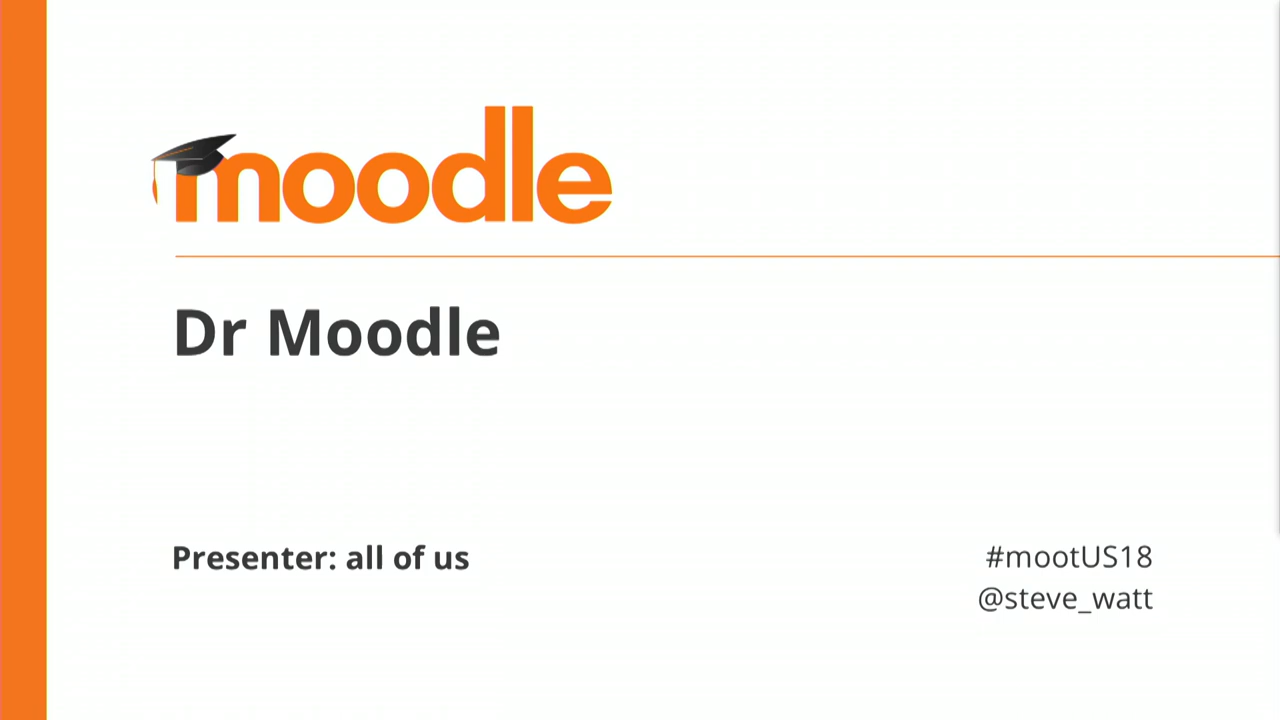 moodle
Dr Moodle
Presenter: all of us
#mootUS18
@steve_watt